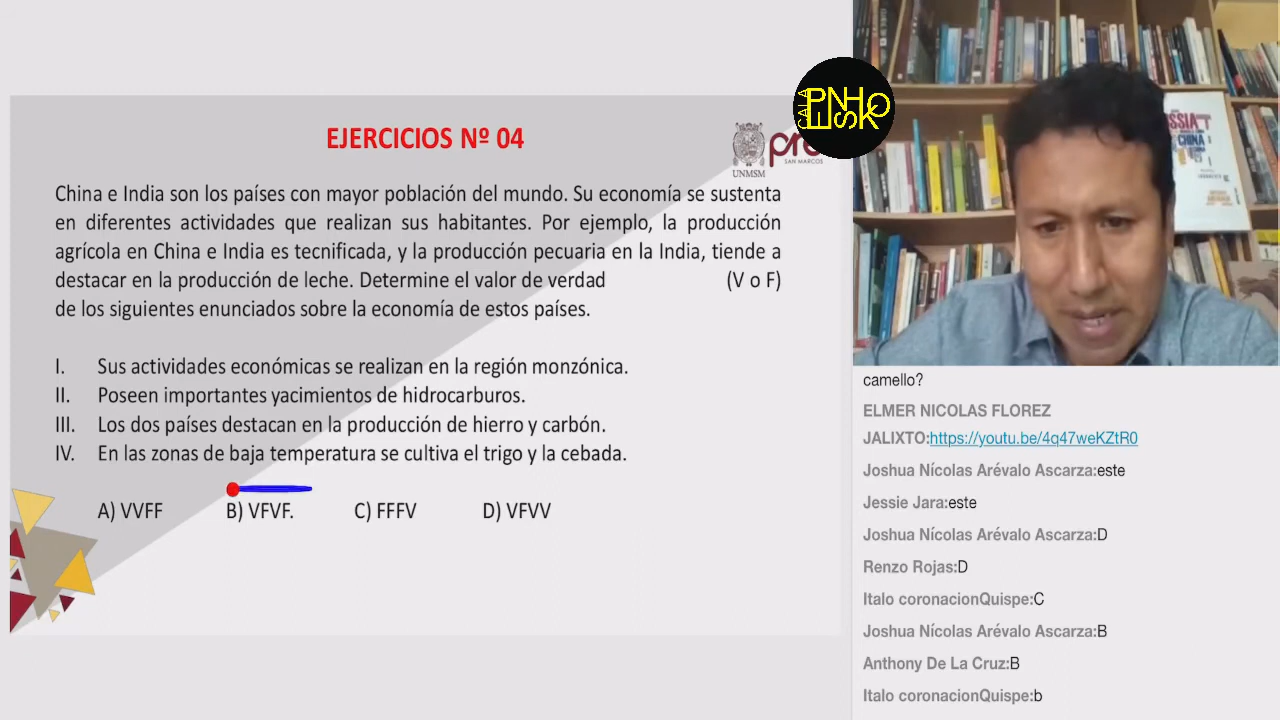 EJERCICIOS Nº 04
UNMSM
pre
SAN MARCOS
CALA
PNHO
ESK
China e India son los países con mayor población del mundo. Su economía se sustenta
en diferentes actividades que realizan sus habitantes. Por ejemplo, la producción
agrícola en China e India es tecnificada, y la producción pecuaria en la India, tiende a
destacar en la producción de leche. Determine el valor de verdad (V o F)
de los siguientes enunciados sobre la economía de estos países.
I. Sus actividades económicas se realizan en la región monzónica.
II. Poseen importantes yacimientos de hidrocarburos.
III. Los dos países destacan en la producción de hierro y carbón.
IV. En las zonas de baja temperatura se cultiva el trigo y la cebada.
A) VVFF B) VFVF. C) FFFV D) VFVV
CHINA
camello?
ELMER NICOLAS FLOREZ
JALIXTO:https://youtu.be/4q47weKZtR0
Joshua Nícolas Arévalo Ascarza:este
Jessie Jara:este
Joshua Nícolas Arévalo Ascarza:D
Renzo Rojas:D
Italo coronacionQuispe:C
Joshua Nícolas Arévalo Ascarza:B
Anthony De La Cruz:B
Italo coronacionQuispe:b